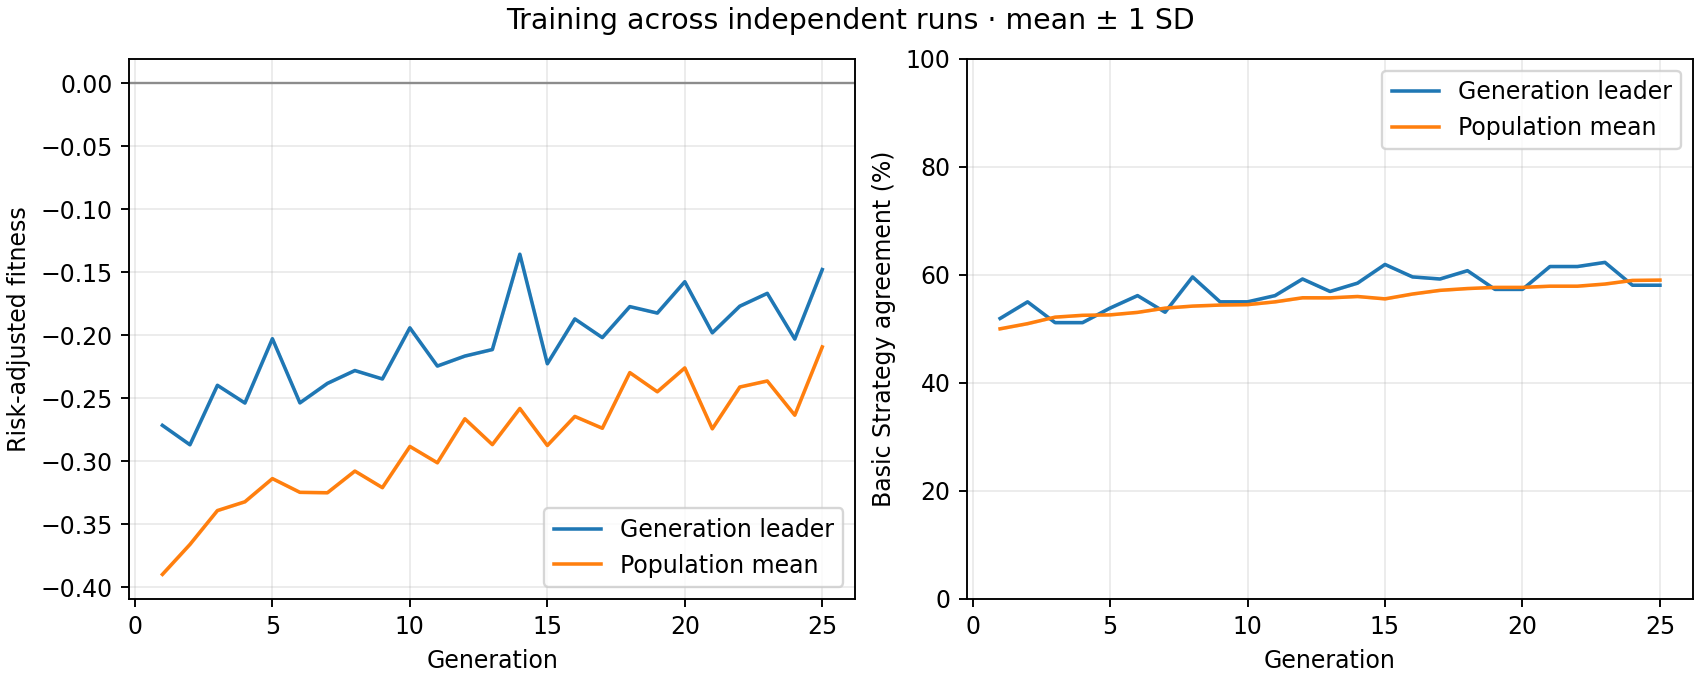 Training across independent runs · mean ± 1 SD
Risk-adjusted fitness
0.00
−0.05
−0.10
−0.15
−0.20
−0.25
−0.30
−0.35
−0.40
Generation leader
Population mean
0 5 10 15 20 25
Generation
Basic Strategy agreement (%)
100
80
60
40
20
0
Generation leader
Population mean
0 5 10 15 20 25
Generation